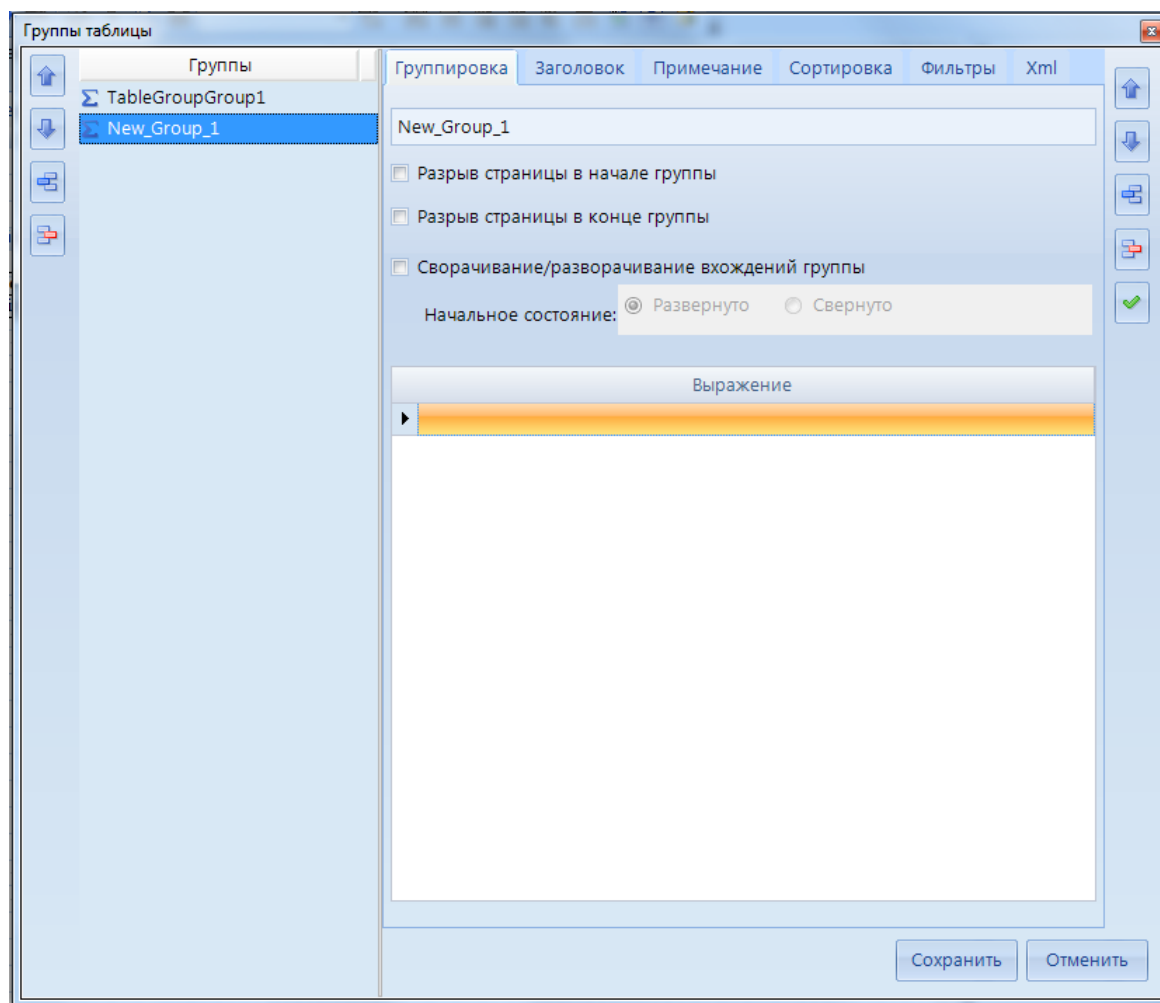 Группы таблицы
Группы
TableGroupGroup1
New_Group_1
Группировка Заголовок Примечание Сортировка Фильтры Xml
New_Group_1
Разрыв страницы в начале группы
Разрыв страницы в конце группы
Сворачивание/разворачивание вхождений группы
Начальное состояние: Развернуто Свернуто
Выражение
Сохранить Отменить